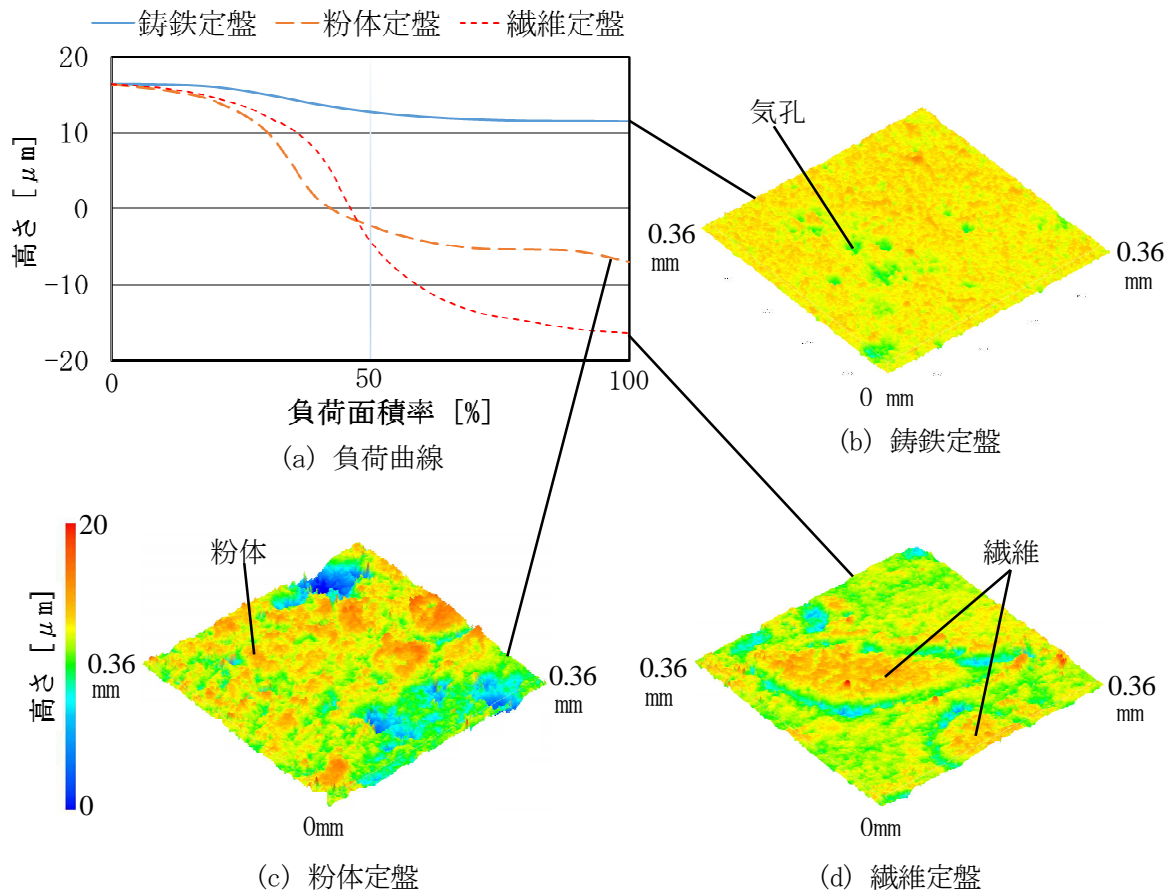 鋳鉄定盤 粉体定盤 繊維定盤
20
10
0
-10
-20
高さ [μm]
0 50 100
負荷面積率 [%]
(a) 負荷曲線
気孔
0.36
mm
0.36
mm
0 mm
(b) 鋳鉄定盤
20
0
高さ [μm]
粉体
0.36
mm
0.36
mm
0mm
(c) 粉体定盤
繊維
0.36
mm
0.36
mm
0mm
(d) 繊維定盤